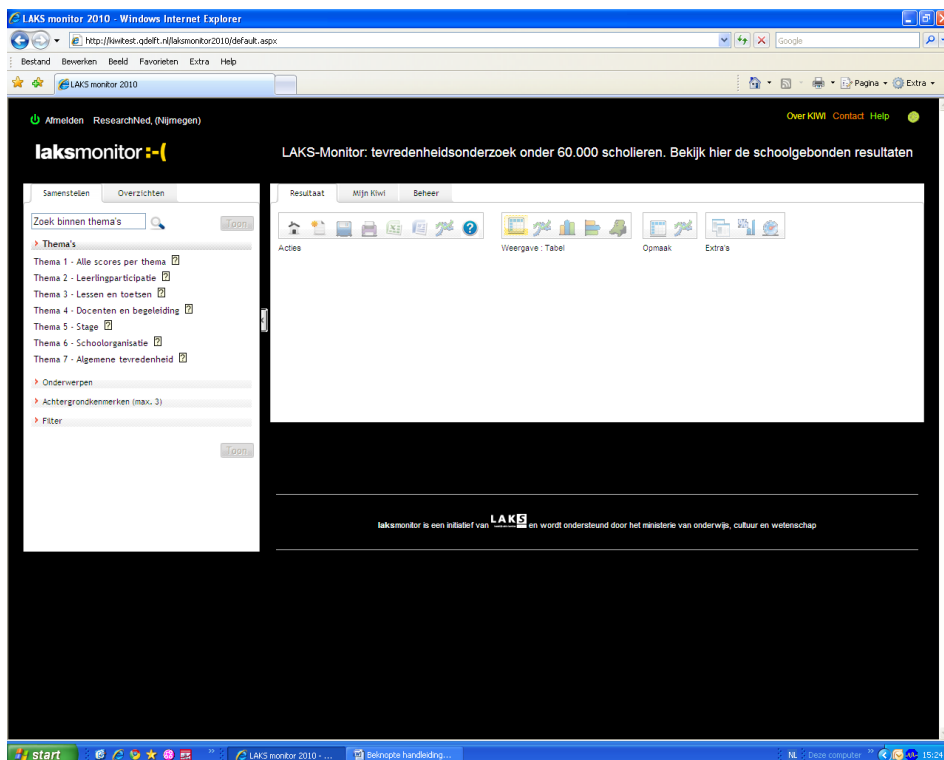 LAKS monitor 2010 - Windows Internet Explorer
http://kiwitest.qdelft.nl/laksmonitor2010/default.aspx
Google
Bestand Bewerken Beeld Favorieten Extra Help
LAKS monitor 2010
Pagina Extra
Afmelden ResearchNed, (Nijmegen)
Over KIWI Contact Help
laksmonitor :-(
LAKS-Monitor: tevredenheidsonderzoek onder 60.000 scholieren. Bekijk hier de schoolgebonden resultaten
Samenstellen Overzichten
Resultaat Mijn Kiwi Beheer
Zoek binnen thema's
Toon
Acties
Weergave : Tabel
Opmaak
Extra's
Thema's
Thema 1 - Alle scores per thema ?
Thema 2 - Leerlingparticipatie ?
Thema 3 - Lessen en toetsen ?
Thema 4 - Docenten en begeleiding ?
Thema 5 - Stage ?
Thema 6 - Schoolorganisatie ?
Thema 7 - Algemene tevredenheid ?
Onderwerpen
Achtergrondkenmerken (max. 3)
Filter
Toon
laksmonitor is een initiatief van LAKS en wordt ondersteund door het ministerie van onderwijs, cultuur en wetenschap
start
LAKS monitor 2010 - ...
Beknopte handleiding...
NL
Deze computer
15:24